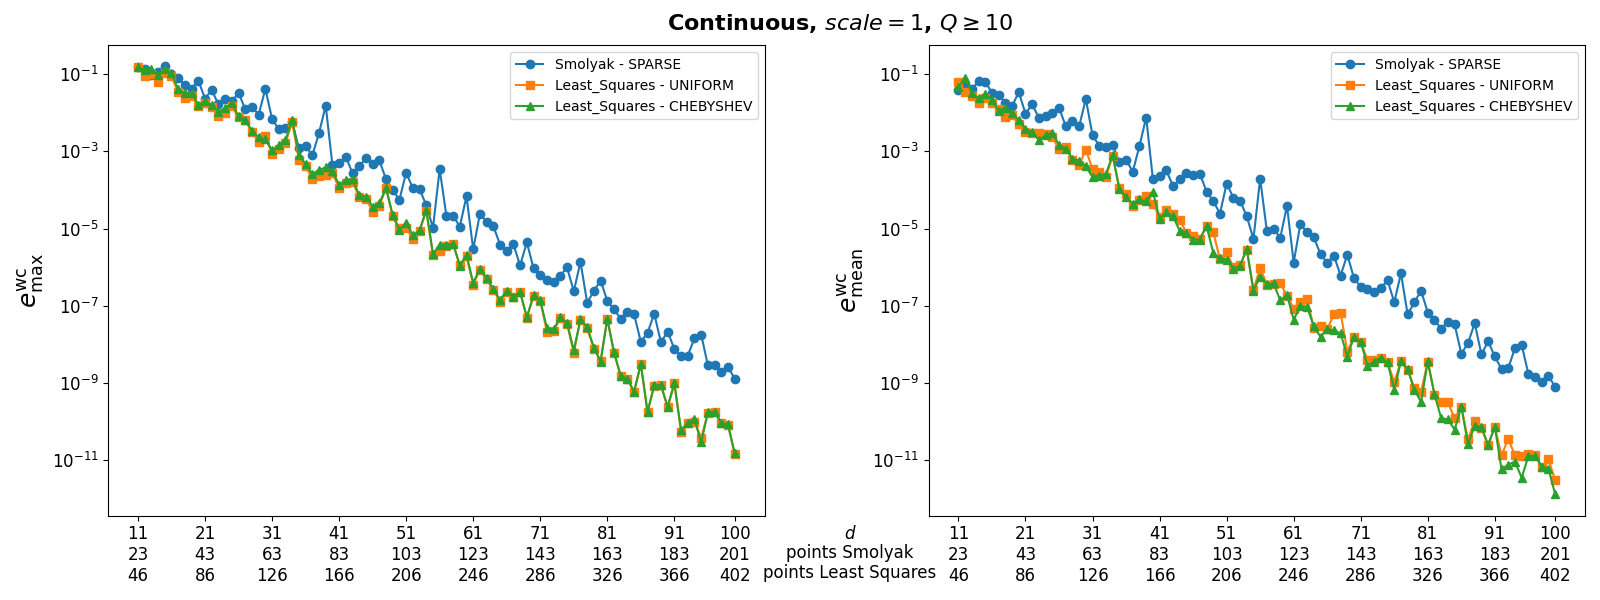 Continuous, scale = 1, Q ≥ 10
Smolyak - SPARSE
Least_Squares - UNIFORM
Least_Squares - CHEBYSHEV
10⁻¹
10⁻³
10⁻⁵
10⁻⁷
10⁻⁹
10⁻¹¹
e^wc_max
11 21 31 41 51 61 71 81 91 100
23 43 63 83 103 123 143 163 183 201
46 86 126 166 206 246 286 326 366 402
d
points Smolyak
points Least Squares
Smolyak - SPARSE
Least_Squares - UNIFORM
Least_Squares - CHEBYSHEV
10⁻¹
10⁻³
10⁻⁵
10⁻⁷
10⁻⁹
10⁻¹¹
e^wc_mean
11 21 31 41 51 61 71 81 91 100
23 43 63 83 103 123 143 163 183 201
46 86 126 166 206 246 286 326 366 402